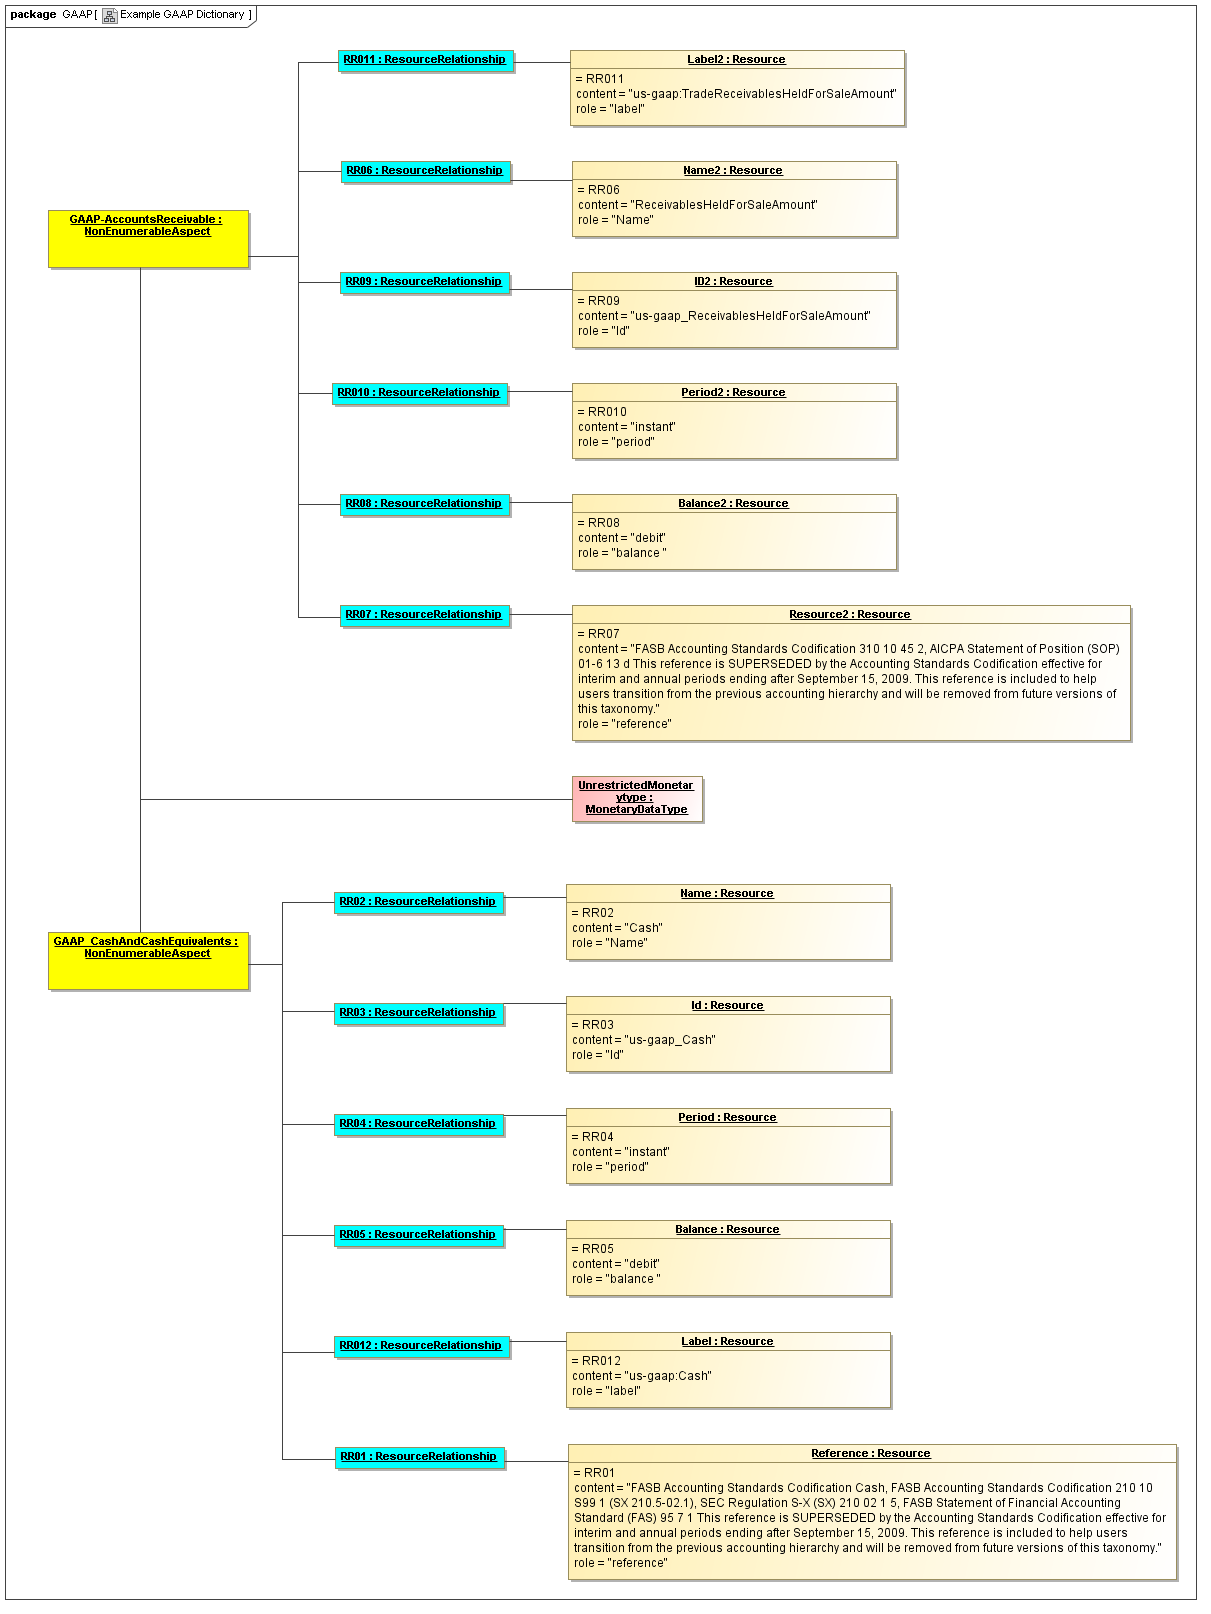 package GAAP [ Example GAAP Dictionary ]
RR011 : ResourceRelationship
Label2 : Resource
= RR011
content = "us-gaap:TradeReceivablesHeldForSaleAmount"
role = "label"
RR06 : ResourceRelationship
Name2 : Resource
= RR06
content = "ReceivablesHeldForSaleAmount"
role = "Name"
GAAP-AccountsReceivable :
NonEnumerableAspect
RR09 : ResourceRelationship
ID2 : Resource
= RR09
content = "us-gaap_ReceivablesHeldForSaleAmount"
role = "Id"
RR010 : ResourceRelationship
Period2 : Resource
= RR010
content = "instant"
role = "period"
RR08 : ResourceRelationship
Balance2 : Resource
= RR08
content = "debit"
role = "balance "
RR07 : ResourceRelationship
Resource2 : Resource
= RR07
content = "FASB Accounting Standards Codification 310 10 45 2, AICPA Statement of Position (SOP)
01-6 13 d This reference is SUPERSEDED by the Accounting Standards Codification effective for
interim and annual periods ending after September 15, 2009. This reference is included to help
users transition from the previous accounting hierarchy and will be removed from future versions of
this taxonomy."
role = "reference"
UnrestrictedMonetar
ytype :
MonetaryDataType
RR02 : ResourceRelationship
Name : Resource
= RR02
content = "Cash"
role = "Name"
GAAP_CashAndCashEquivalents :
NonEnumerableAspect
RR03 : ResourceRelationship
Id : Resource
= RR03
content = "us-gaap_Cash"
role = "Id"
RR04 : ResourceRelationship
Period : Resource
= RR04
content = "instant"
role = "period"
RR05 : ResourceRelationship
Balance : Resource
= RR05
content = "debit"
role = "balance "
RR012 : ResourceRelationship
Label : Resource
= RR012
content = "us-gaap:Cash"
role = "label"
RR01 : ResourceRelationship
Reference : Resource
= RR01
content = "FASB Accounting Standards Codification Cash, FASB Accounting Standards Codification 210 10
S99 1 (SX 210.5-02.1), SEC Regulation S-X (SX) 210 02 1 5, FASB Statement of Financial Accounting
Standard (FAS) 95 7 1 This reference is SUPERSEDED by the Accounting Standards Codification effective for
interim and annual periods ending after September 15, 2009. This reference is included to help users
transition from the previous accounting hierarchy and will be removed from future versions of this taxonomy."
role = "reference"